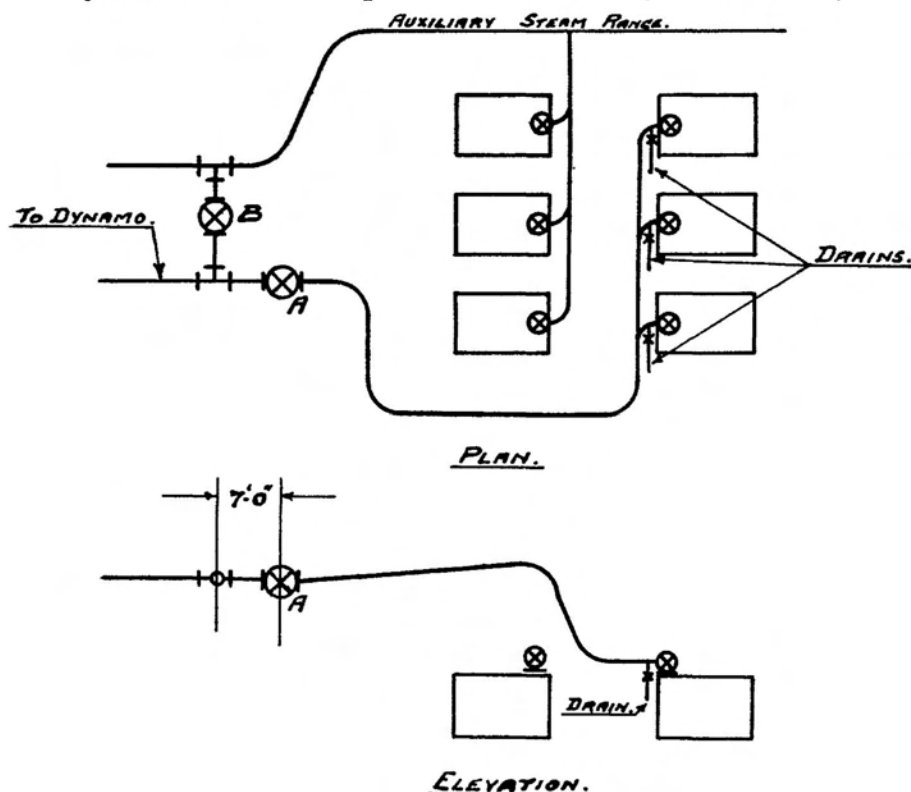 AUXILIARY STEAM RANGE.
B
TO DYNAMO.
DRAINS.
A
PLAN.
7'-0"
A
DRAIN.
ELEVATION.